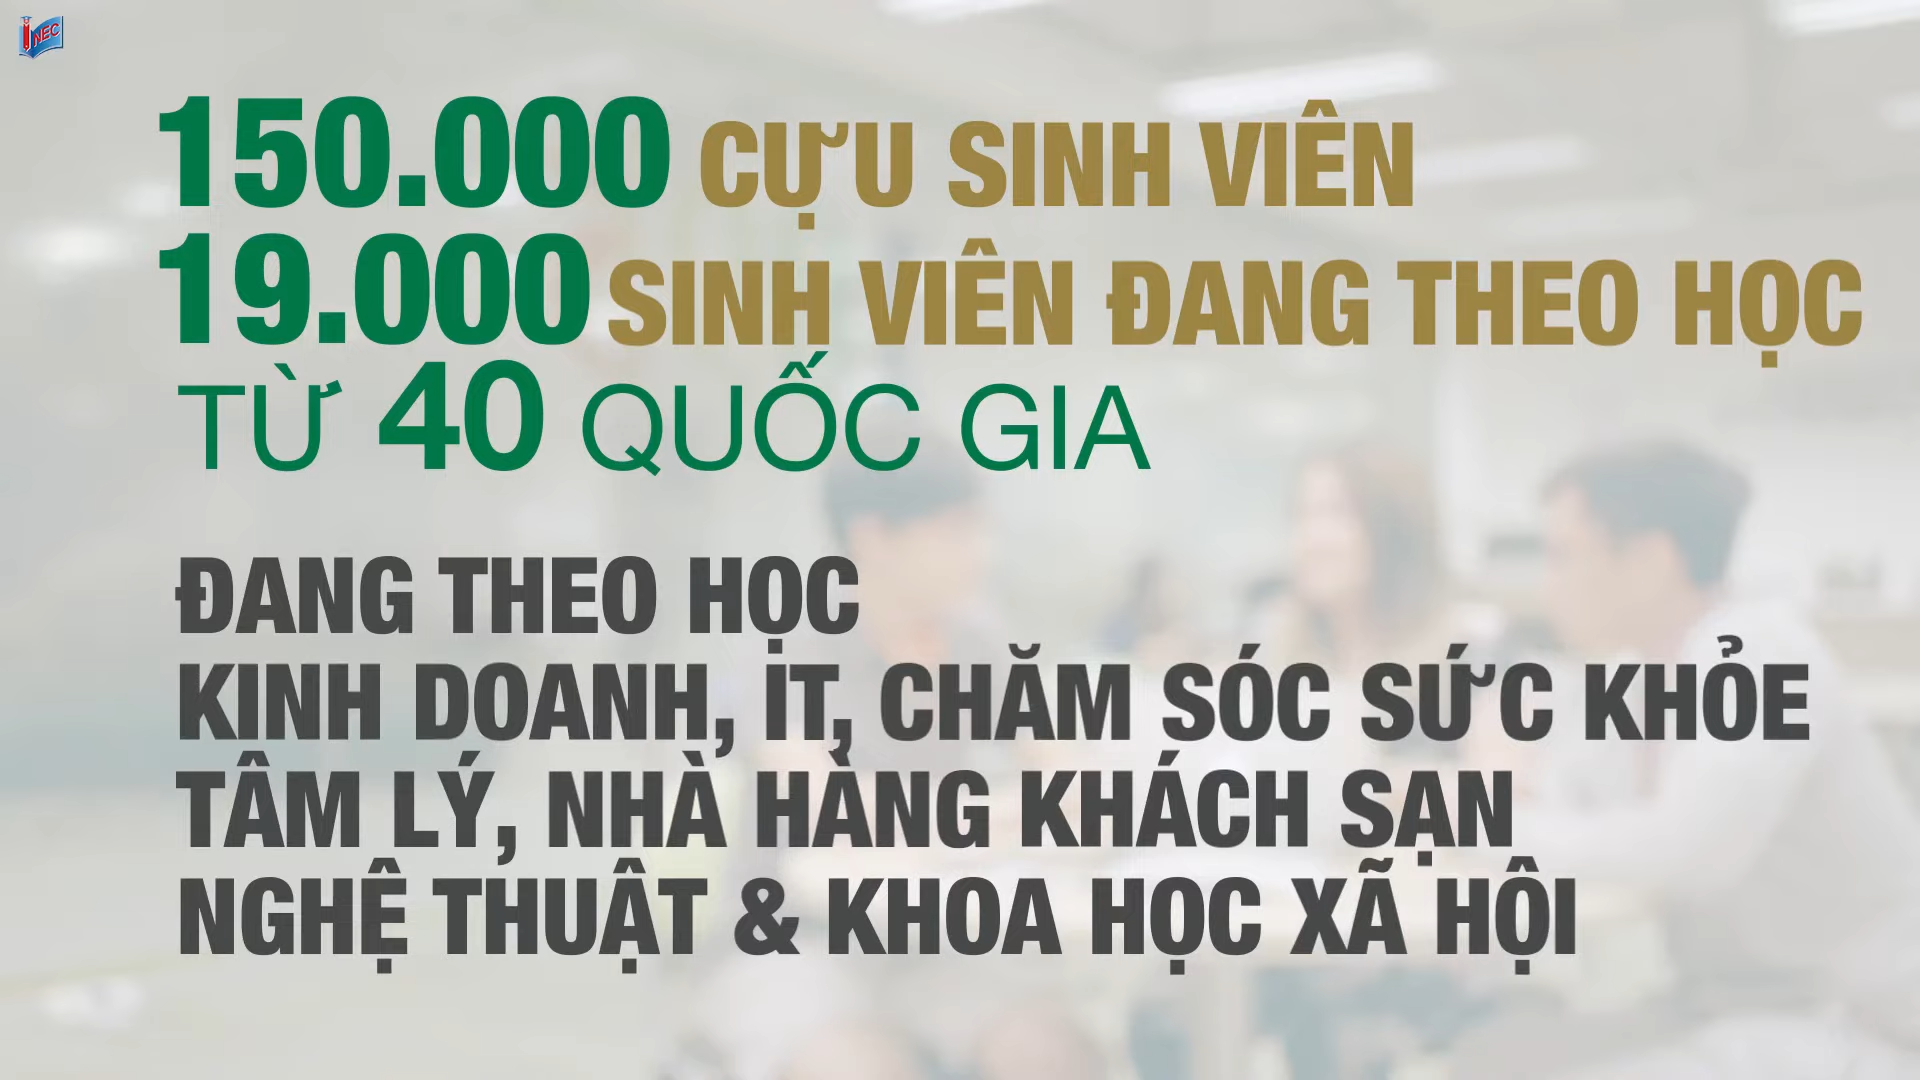 iNEC
150.000 CỰU SINH VIÊN
19.000 SINH VIÊN ĐANG THEO HỌC
TỪ 40 QUỐC GIA
ĐANG THEO HỌC
KINH DOANH, IT, CHĂM SÓC SỨC KHỎE
TÂM LÝ, NHÀ HÀNG KHÁCH SẠN
NGHỆ THUẬT & KHOA HỌC XÃ HỘI